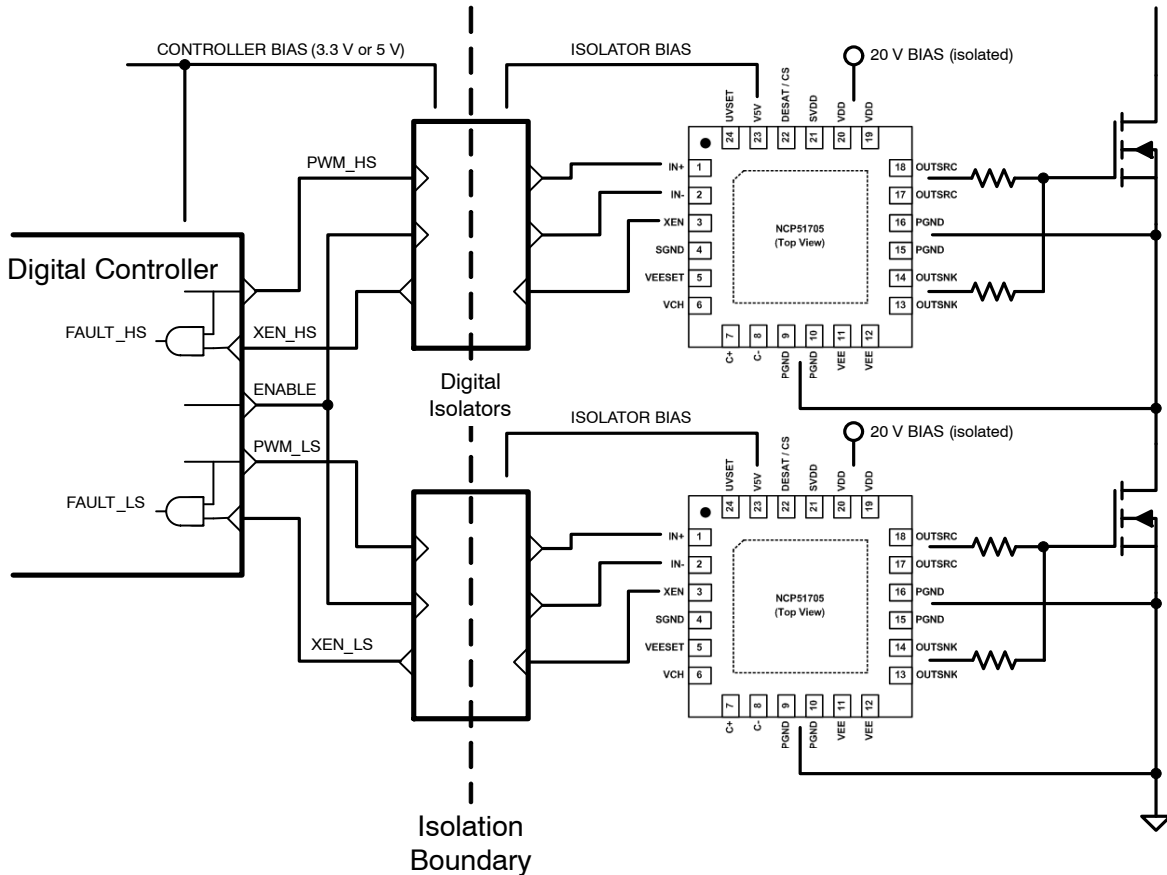 CONTROLLER BIAS (3.3 V or 5 V)
ISOLATOR BIAS
20 V BIAS (isolated)
UVSET
V5V
DESAT / CS
SVDD
VDD
VDD
24 23 22 21 20 19
PWM_HS
IN+ 1
IN- 2
XEN 3
SGND 4
VEESET 5
VCH 6
NCP51705
(Top View)
18 OUTSRC
17 OUTSRC
16 PGND
15 PGND
14 OUTSNK
13 OUTSNK
7 8 9 10 11 12
C+
C-
PGND
PGND
VEE
VEE
Digital Controller
FAULT_HS
XEN_HS
ENABLE
PWM_LS
FAULT_LS
XEN_LS
Digital
Isolators
ISOLATOR BIAS
20 V BIAS (isolated)
UVSET
V5V
DESAT / CS
SVDD
VDD
VDD
24 23 22 21 20 19
IN+ 1
IN- 2
XEN 3
SGND 4
VEESET 5
VCH 6
NCP51705
(Top View)
18 OUTSRC
17 OUTSRC
16 PGND
15 PGND
14 OUTSNK
13 OUTSNK
7 8 9 10 11 12
C+
C-
PGND
PGND
VEE
VEE
Isolation
Boundary